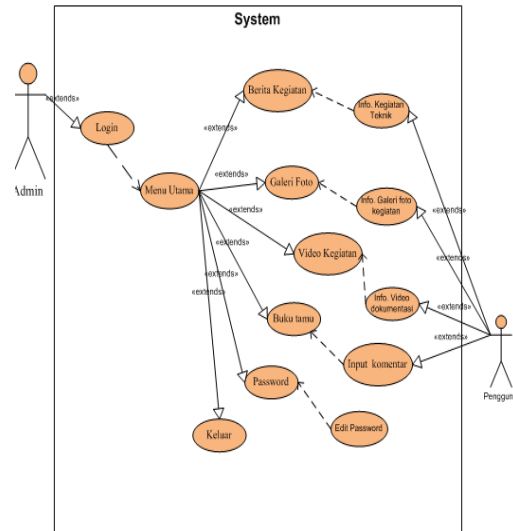 System
«extends»
Admin
Login
Menu Utama
Berita Kegiatan
Info. Kegiatan
Teknik
«extends»
«extends»
Galeri Foto
Info. Galeri foto
kegiatan
«extends»
Video Kegiatan
«extends»
«extends»
Info. Video
dokumentasi
«extends»
«extends»
Buku tamu
Input komentar
«extends»
Penggun
Password
Edit Password
Keluar